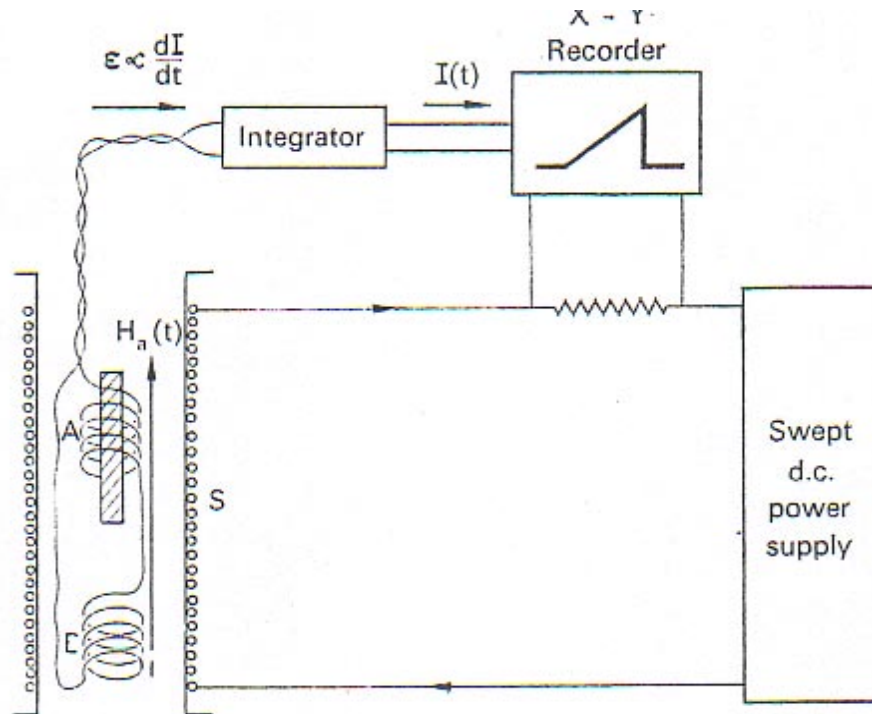 X - Y
Recorder
ε ∝ dI/dt
I(t)
Integrator
Hₐ(t)
A
S
E
Swept
d.c.
power
supply